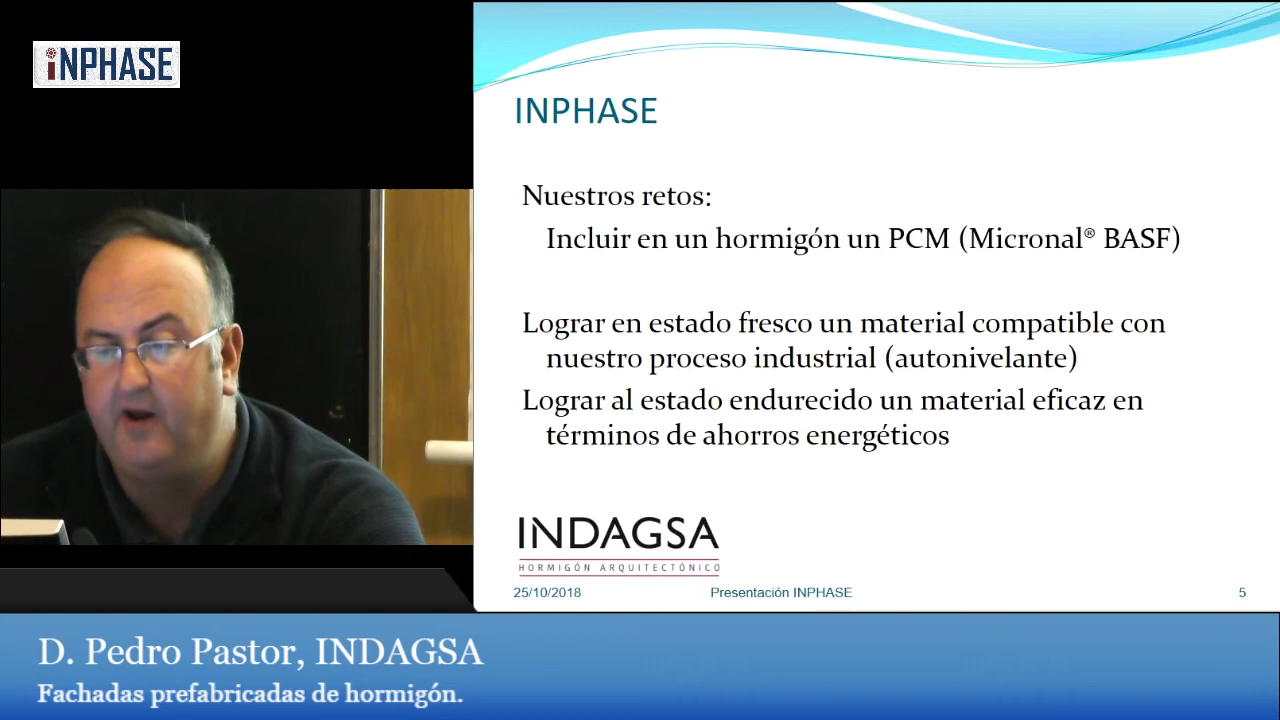 iNPHASE
INPHASE
Nuestros retos:
Incluir en un hormigón un PCM (Micronal® BASF)
Lograr en estado fresco un material compatible con
nuestro proceso industrial (autonivelante)
Lograr al estado endurecido un material eficaz en
términos de ahorros energéticos
INDAGSA
HORMIGÓN ARQUITECTÓNICO
25/10/2018 Presentación INPHASE 5
D. Pedro Pastor, INDAGSA
Fachadas prefabricadas de hormigón.